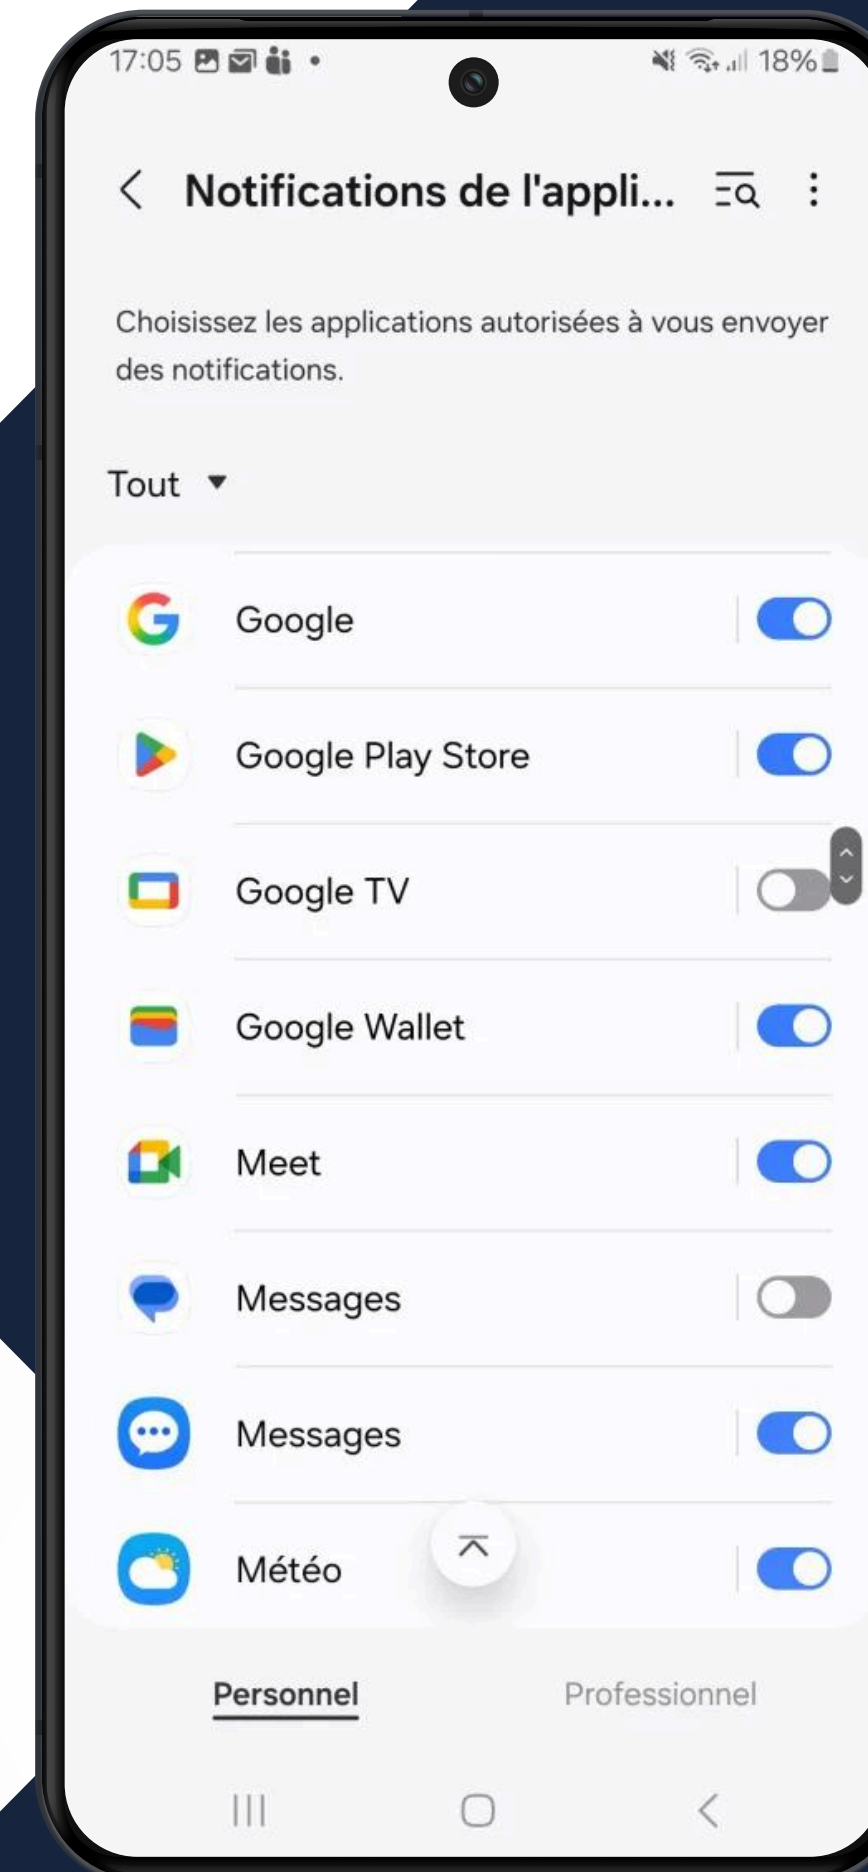 17:05
18%
Notifications de l'appli...
Choisissez les applications autorisées à vous envoyer
des notifications.
Tout
Google
Google Play Store
Google TV
Google Wallet
Meet
Messages
Messages
Météo
Personnel
Professionnel